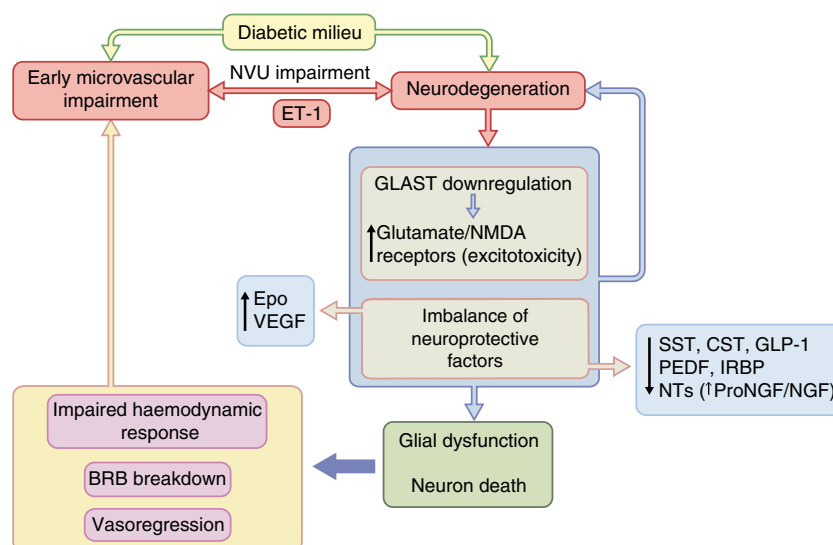 Diabetic milieu
Early microvascular
impairment
NVU impairment
ET-1
Neurodegeneration
GLAST downregulation
Glutamate/NMDA
receptors (excitotoxicity)
Epo
VEGF
Imbalance of
neuroprotective
factors
SST, CST, GLP-1
PEDF, IRBP
NTs (↑ProNGF/NGF)
Impaired haemodynamic
response
BRB breakdown
Vasoregression
Glial dysfunction
Neuron death